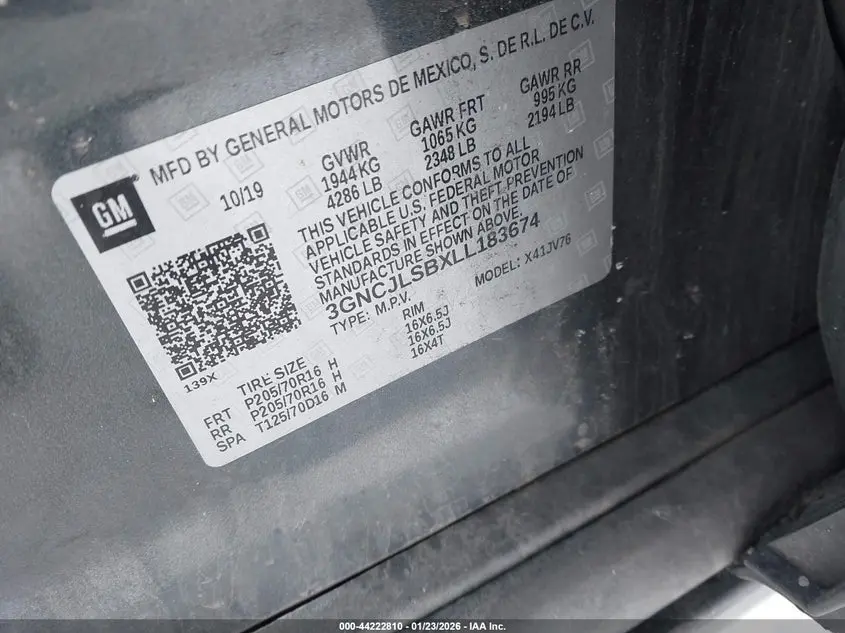 MFD BY GENERAL MOTORS DE MEXICO, S. DE R.L. DE C.V.
GM
10/19
GVWR
1944 KG
4286 LB
GAWR FRT
1065 KG
2348 LB
GAWR RR
995 KG
2194 LB
THIS VEHICLE CONFORMS TO ALL
APPLICABLE U.S. FEDERAL MOTOR
VEHICLE SAFETY AND THEFT PREVENTION
STANDARDS IN EFFECT ON THE DATE OF
MANUFACTURE SHOWN ABOVE.
3GNCJLSBXLL183674
TYPE: M.P.V.
MODEL: X41JV76
139X
TIRE SIZE
RIM
FRT P205/70R16 H 16X6.5J
RR P205/70R16 H 16X6.5J
SPA T125/70D16 M 16X4T
000-44222810 - 01/23/2026 - IAA Inc.